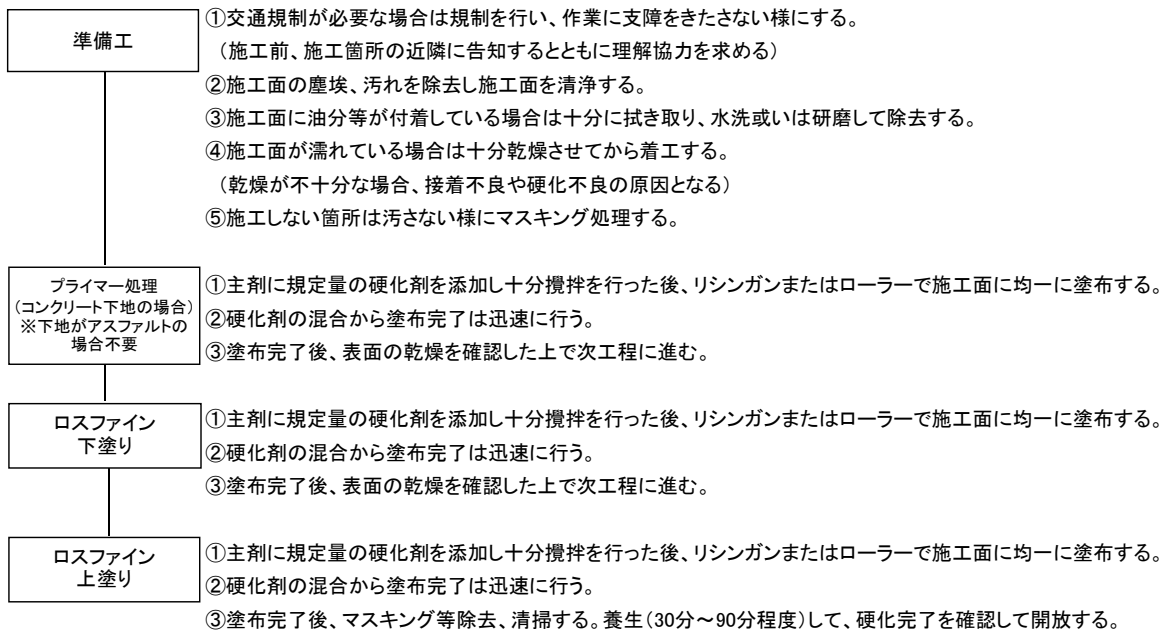 準備工
①交通規制が必要な場合は規制を行い、作業に支障をきたさない様にする。
（施工前、施工箇所の近隣に告知するとともに理解協力を求める）
②施工面の塵埃、汚れを除去し施工面を清浄する。
③施工面に油分等が付着している場合は十分に拭き取り、水洗或いは研磨して除去する。
④施工面が濡れている場合は十分乾燥させてから着工する。
（乾燥が不十分な場合、接着不良や硬化不良の原因となる）
⑤施工しない箇所は汚さない様にマスキング処理する。
プライマー処理
（コンクリート下地の場合）
※下地がアスファルトの
場合不要
①主剤に規定量の硬化剤を添加し十分攪拌を行った後、リシンガンまたはローラーで施工面に均一に塗布する。
②硬化剤の混合から塗布完了は迅速に行う。
③塗布完了後、表面の乾燥を確認した上で次工程に進む。
ロスファイン
下塗り
①主剤に規定量の硬化剤を添加し十分攪拌を行った後、リシンガンまたはローラーで施工面に均一に塗布する。
②硬化剤の混合から塗布完了は迅速に行う。
③塗布完了後、表面の乾燥を確認した上で次工程に進む。
ロスファイン
上塗り
①主剤に規定量の硬化剤を添加し十分攪拌を行った後、リシンガンまたはローラーで施工面に均一に塗布する。
②硬化剤の混合から塗布完了は迅速に行う。
③塗布完了後、マスキング等除去、清掃する。養生（30分～90分程度）して、硬化完了を確認して開放する。